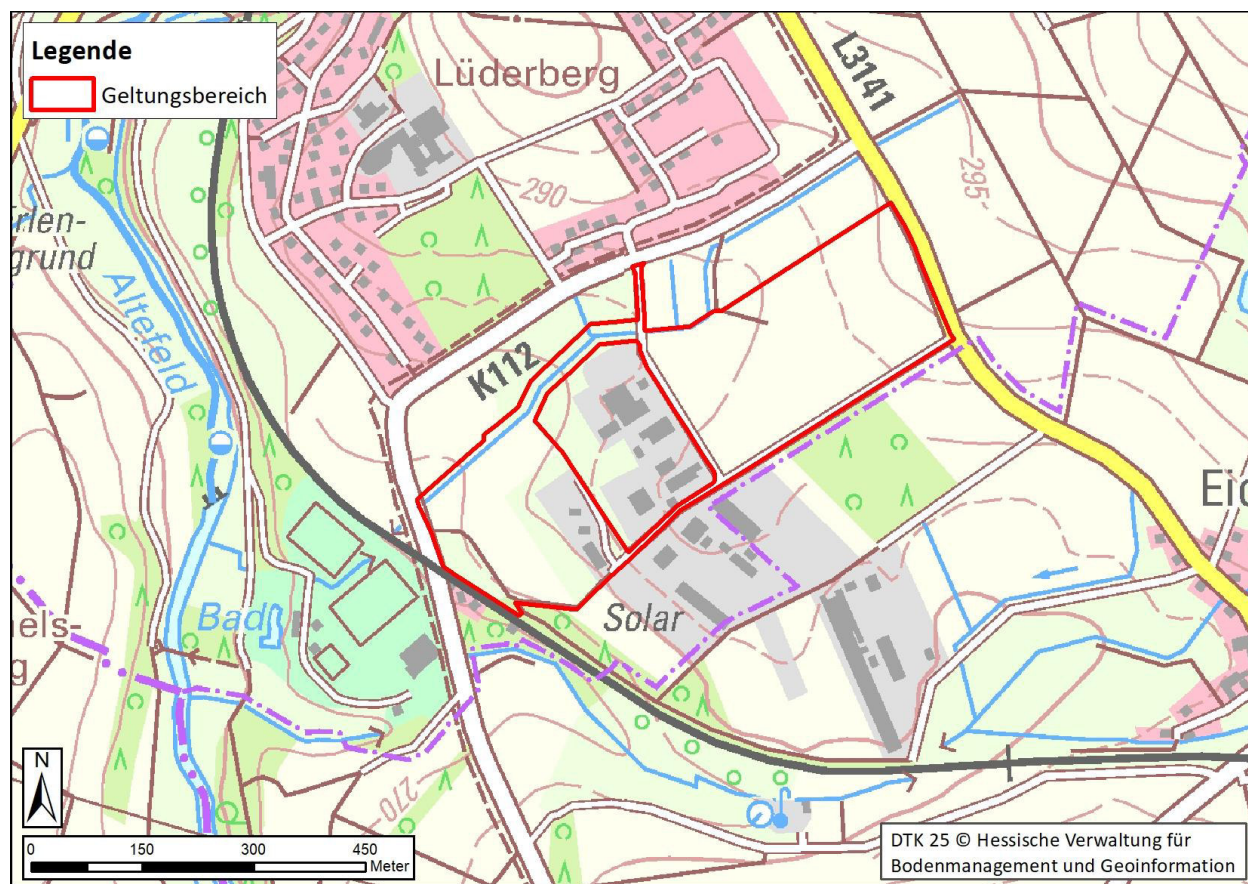 Legende
Geltungsbereich
Lüderberg
L3141
290
295
rlen-
grund
Altefeld
K112
Eic
Bad
Solar
els-
g
270
N
0 150 300 450
Meter
DTK 25 © Hessische Verwaltung für
Bodenmanagement und Geoinformation